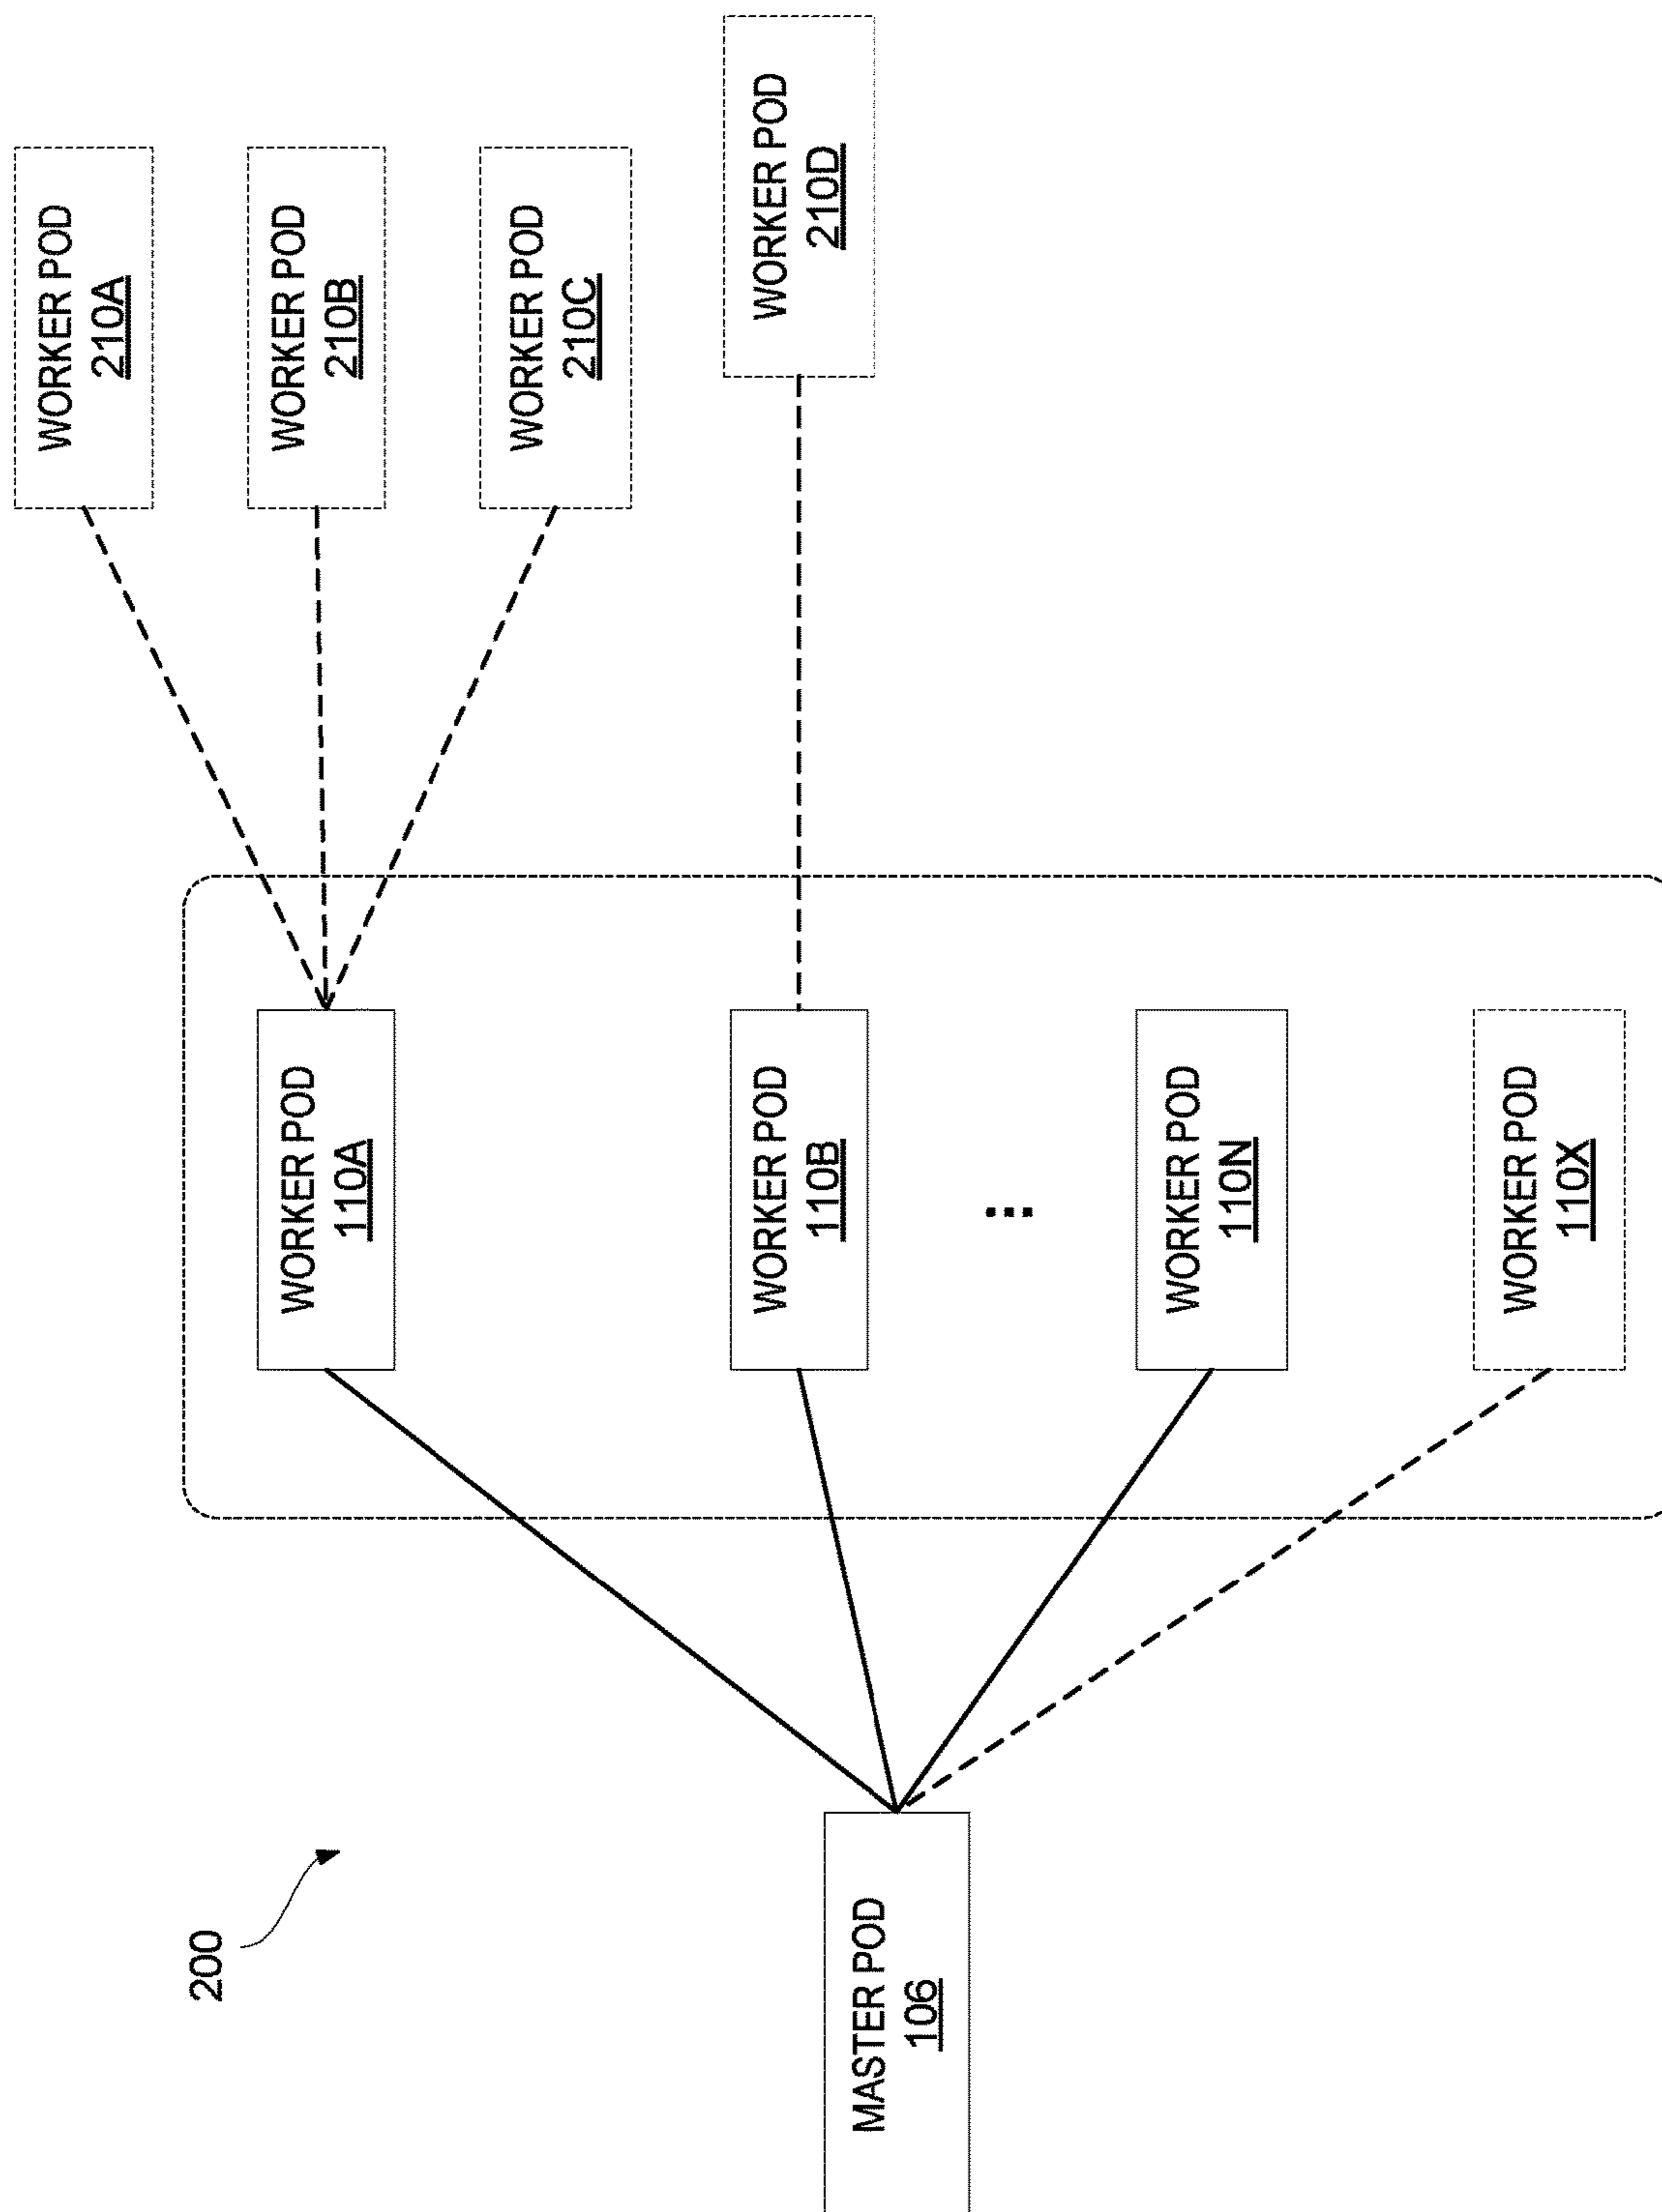 200
MASTER POD
106
WORKER POD
110A
WORKER POD
110B
...
WORKER POD
110N
WORKER POD
110X
WORKER POD
210A
WORKER POD
210B
WORKER POD
210C
WORKER POD
210D